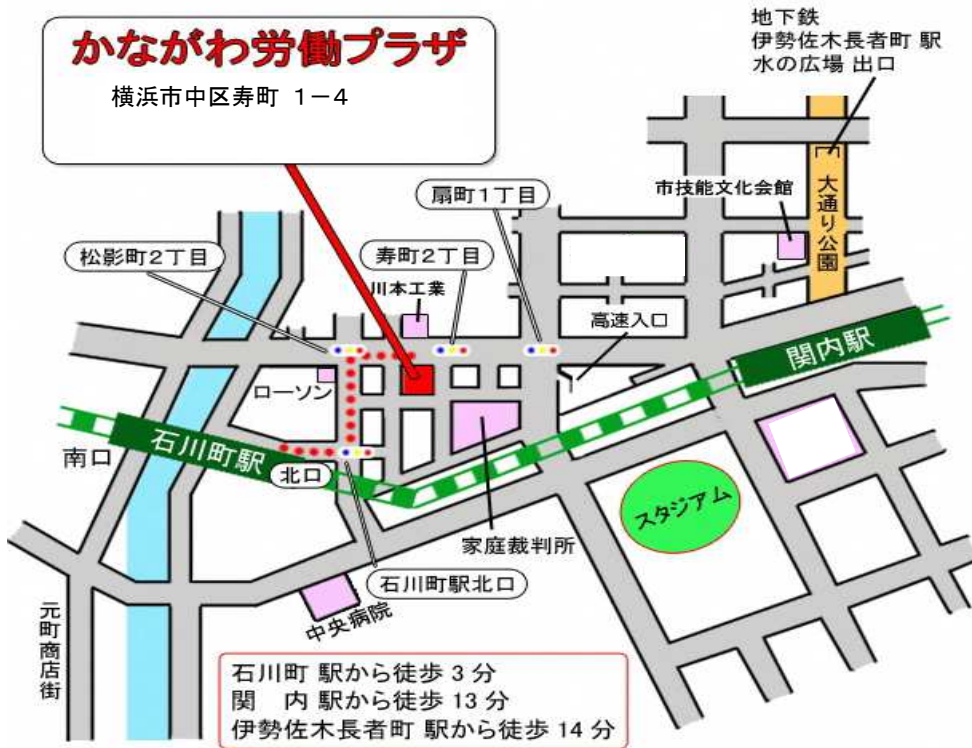 かながわ労働プラザ
横浜市中区寿町 1－4
地下鉄
伊勢佐木長者町 駅
水の広場 出口
市技能文化会館
大通り公園
扇町1丁目
松影町2丁目
寿町2丁目
川本工業
高速入口
関内駅
ローソン
石川町駅
南口
北口
スタジアム
家庭裁判所
石川町駅北口
中央病院
元町商店街
石川町 駅から徒歩 3 分
関　内 駅から徒歩 13 分
伊勢佐木長者町 駅から徒歩 14 分